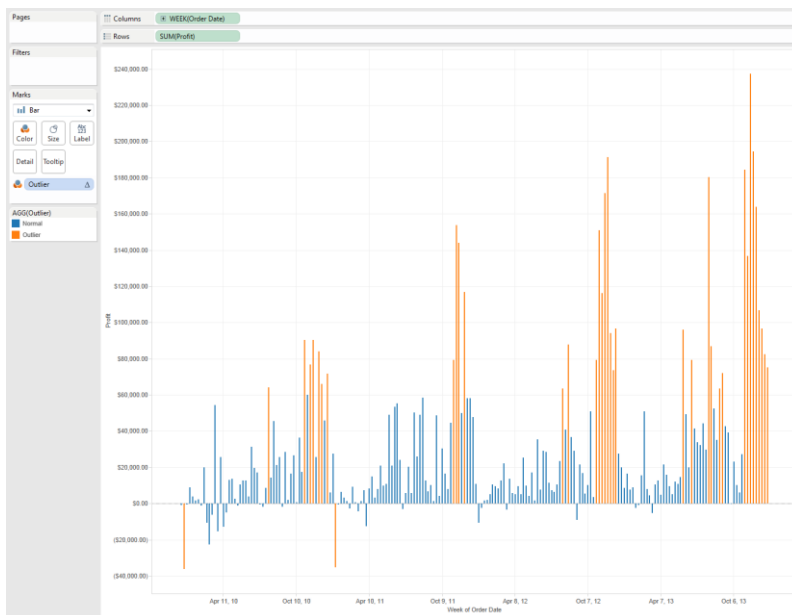 Pages
Columns
WEEK(Order Date)
Rows
SUM(Profit)
Filters
Marks
Bar
Color
Size
Abc
123
Label
Detail
Tooltip
Outlier
Δ
AGG(Outlier)
Normal
Outlier
$240,000.00
$220,000.00
$200,000.00
$180,000.00
$160,000.00
$140,000.00
$120,000.00
$100,000.00
$80,000.00
$60,000.00
$40,000.00
$20,000.00
$0.00
($20,000.00)
($40,000.00)
Profit
Apr 11, 10
Oct 10, 10
Apr 10, 11
Oct 9, 11
Apr 8, 12
Oct 7, 12
Apr 7, 13
Oct 6, 13
Week of Order Date